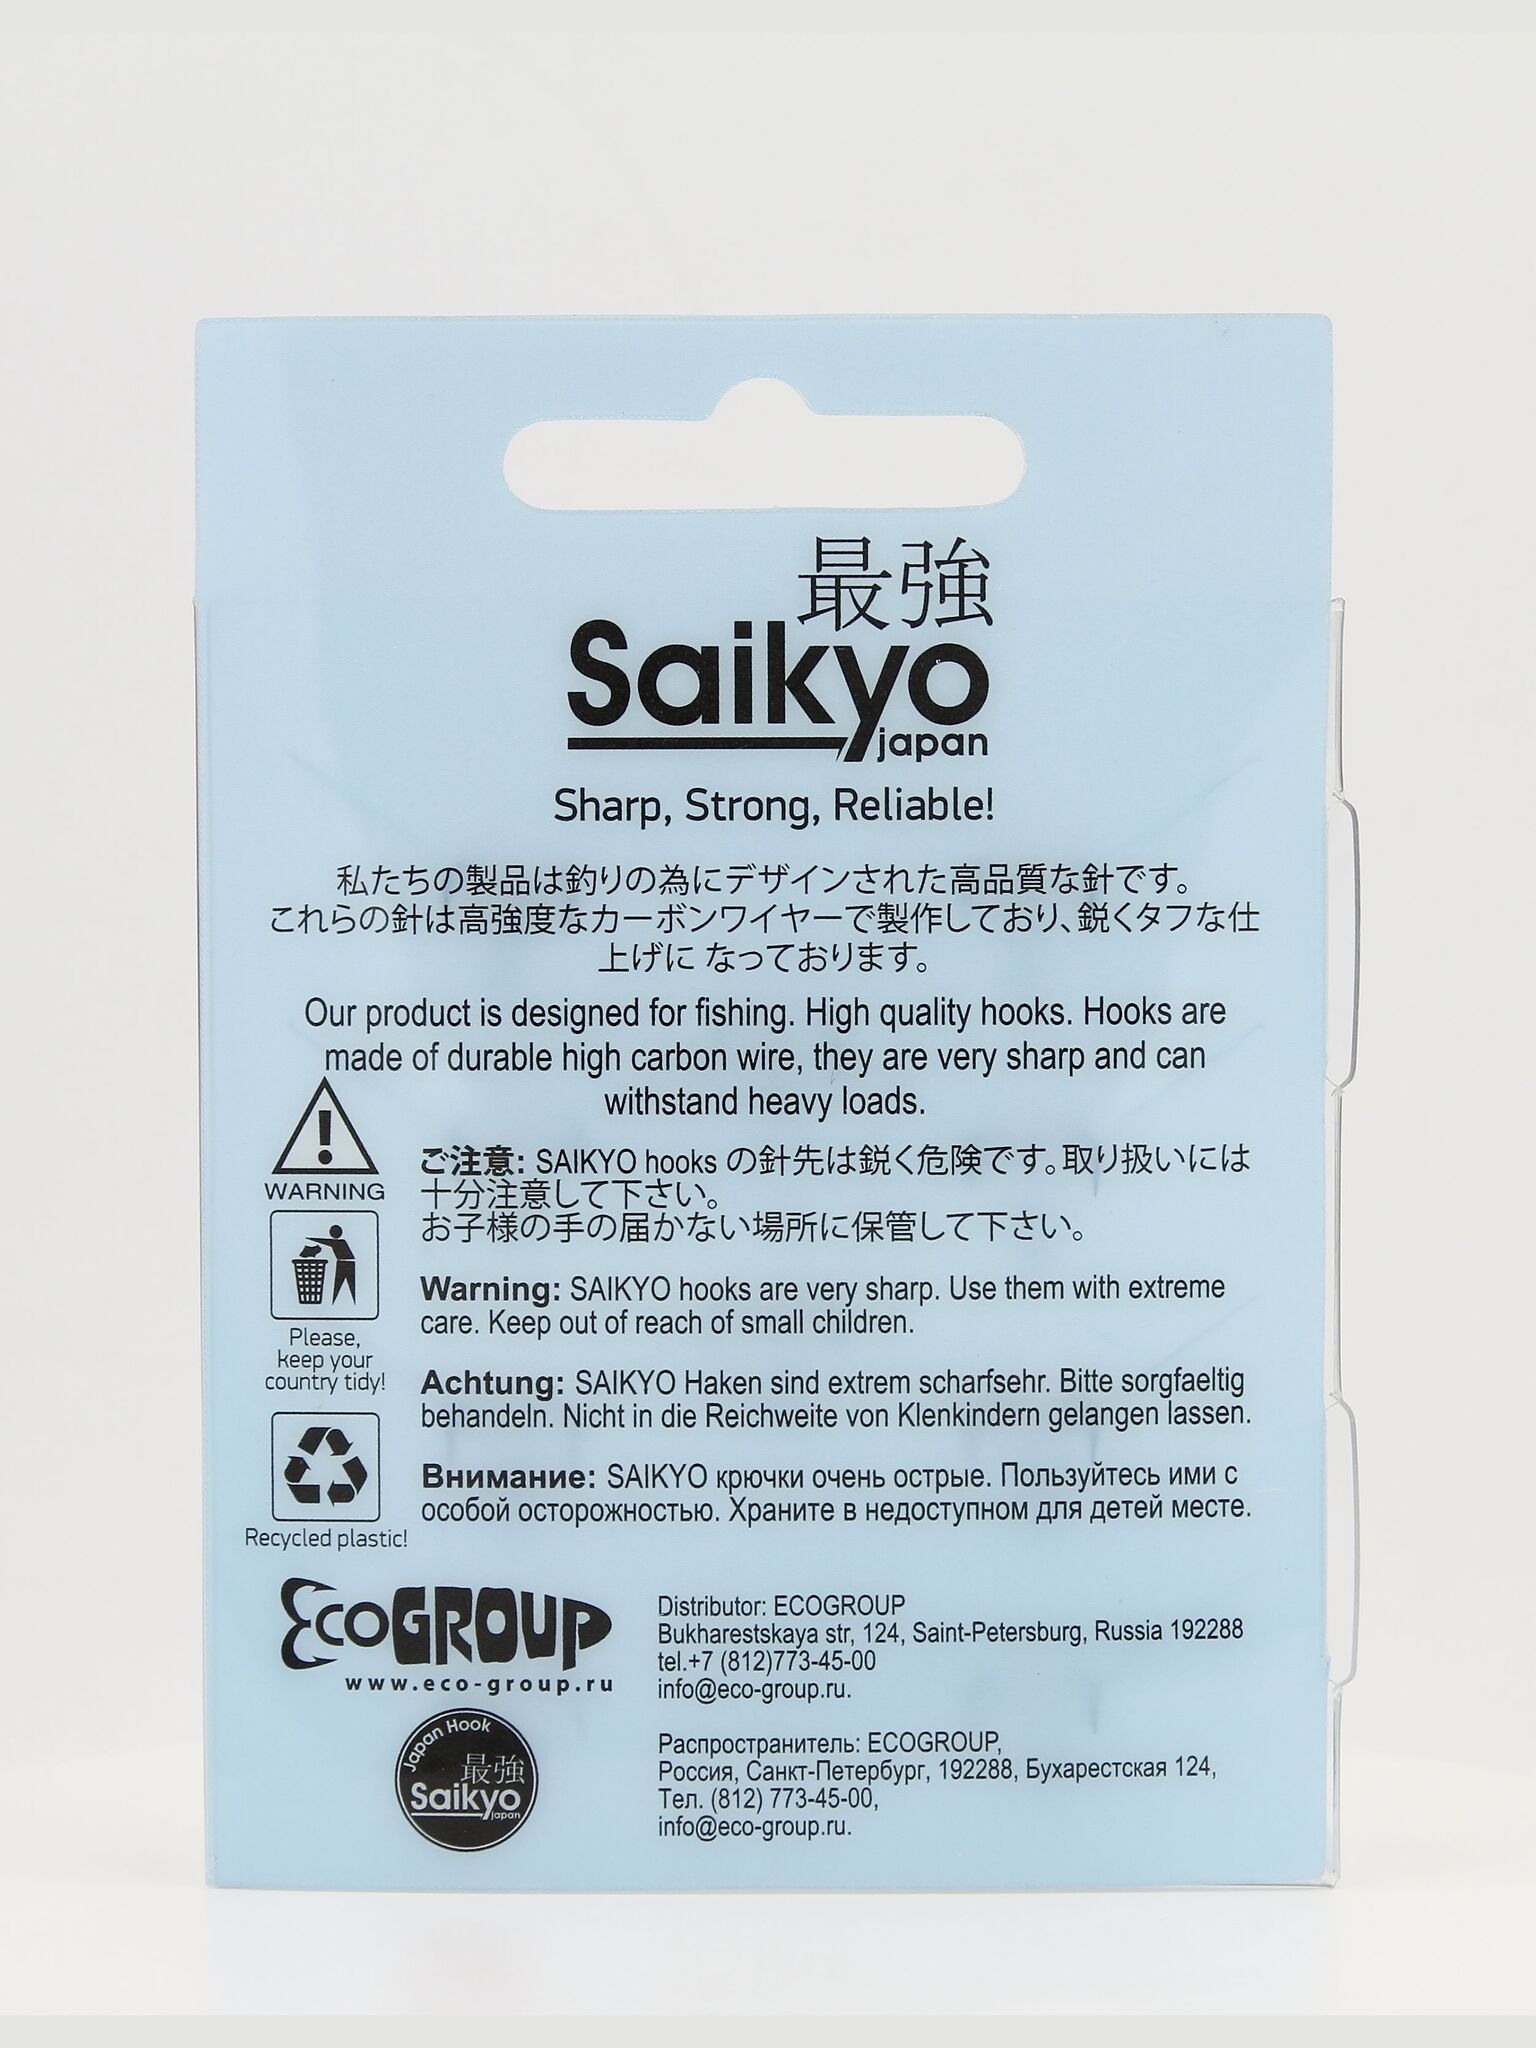 最強
Saikyo
japan
Sharp, Strong, Reliable!
私たちの製品は釣りの為にデザインされた高品質な針です。
これらの針は高強度なカーボンワイヤーで製作しており、鋭くタフな仕
上げに なっております。
Our product is designed for fishing. High quality hooks. Hooks are
made of durable high carbon wire, they are very sharp and can
withstand heavy loads.
WARNING
ご注意: SAIKYO hooks の針先は鋭く危険です。取り扱いには
十分注意して下さい。
お子様の手の届かない場所に保管して下さい。
Please,
keep your
country tidy!
Warning: SAIKYO hooks are very sharp. Use them with extreme
care. Keep out of reach of small children.
Achtung: SAIKYO Haken sind extrem scharfsehr. Bitte sorgfaeltig
behandeln. Nicht in die Reichweite von Klenkindern gelangen lassen.
Recycled plastic!
Внимание: SAIKYO крючки очень острые. Пользуйтесь ими с
особой осторожностью. Храните в недоступном для детей месте.
ECOGROUP
www.eco-group.ru
Distributor: ECOGROUP
Bukharestskaya str, 124, Saint-Petersburg, Russia 192288
tel.+7 (812)773-45-00
info@eco-group.ru.
Japan Hook
最強
Saikyo
japan
Распространитель: ECOGROUP,
Россия, Санкт-Петербург, 192288, Бухарестская 124,
Тел. (812) 773-45-00,
info@eco-group.ru.